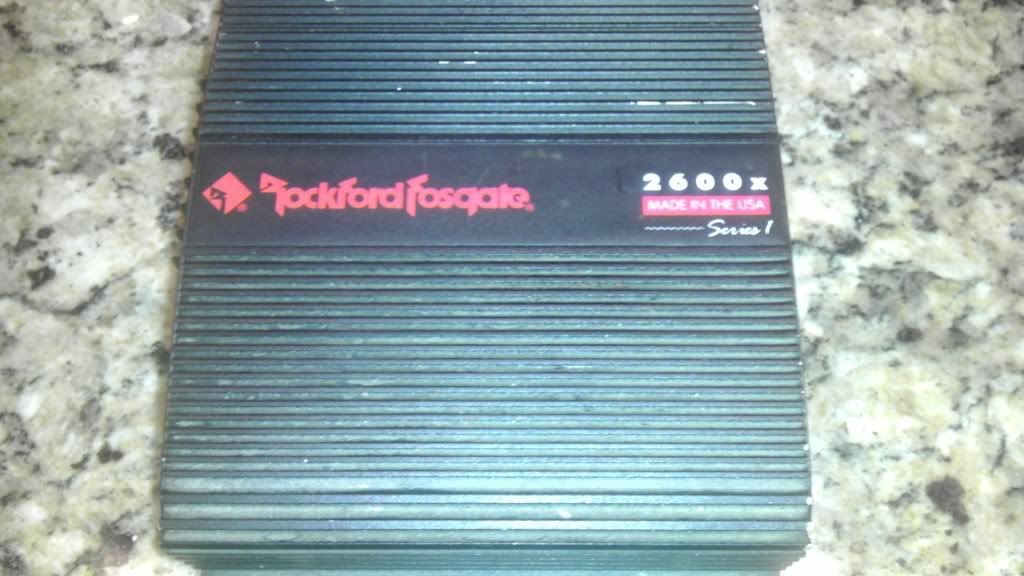 Rockford Fosgate
2600x
MADE IN THE USA
Series 1